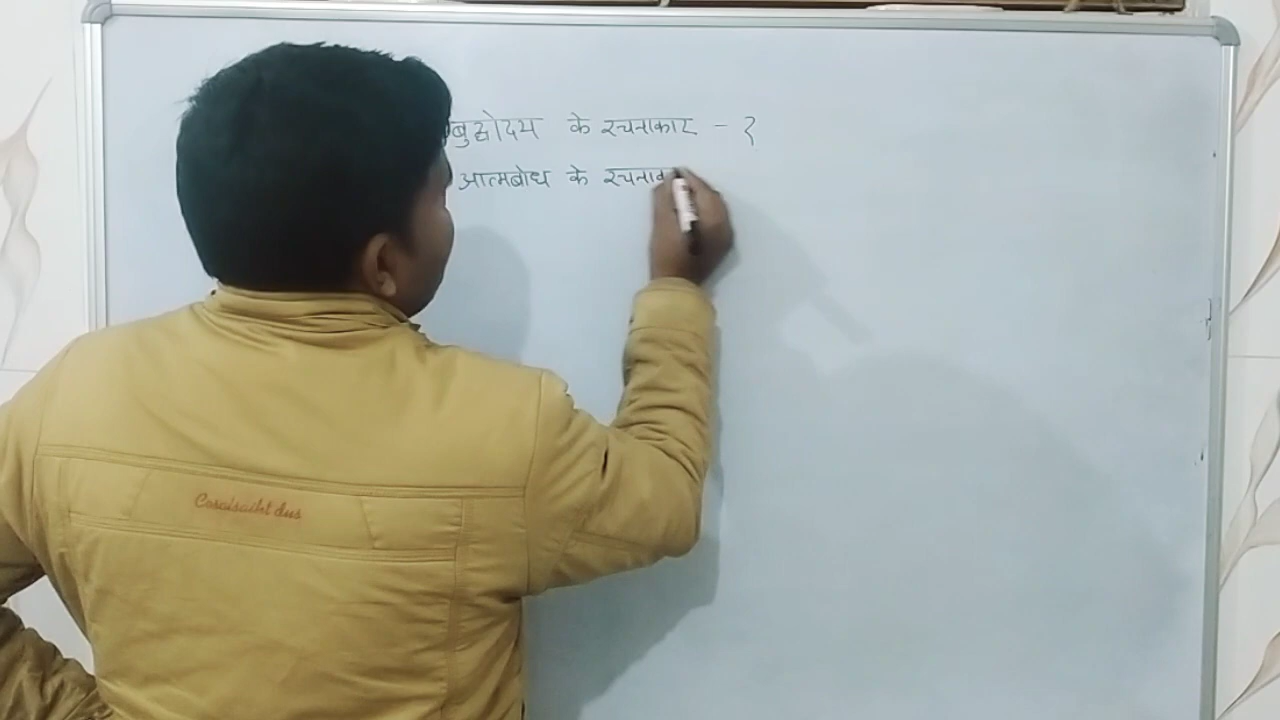 बुद्धोदय के रचनाकार - ?
आत्मबोध के रचनाक